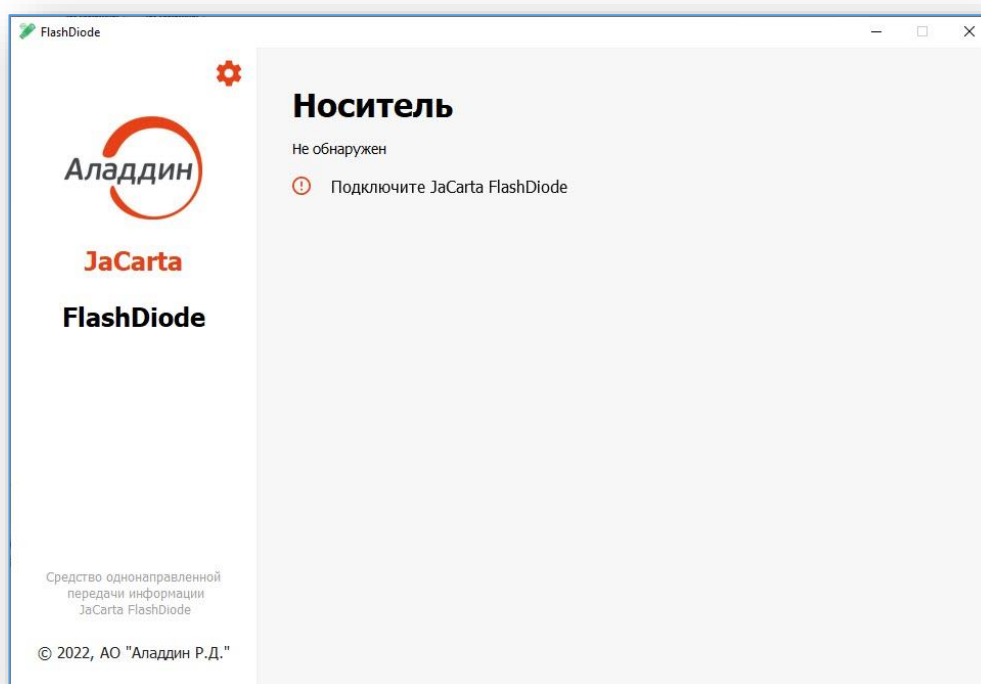 FlashDiode
Носитель
Не обнаружен
Подключите JaCarta FlashDiode
Аладдин
JaCarta
FlashDiode
Средство однонаправленной
передачи информации
JaCarta FlashDiode
© 2022, АО "Аладдин Р.Д."